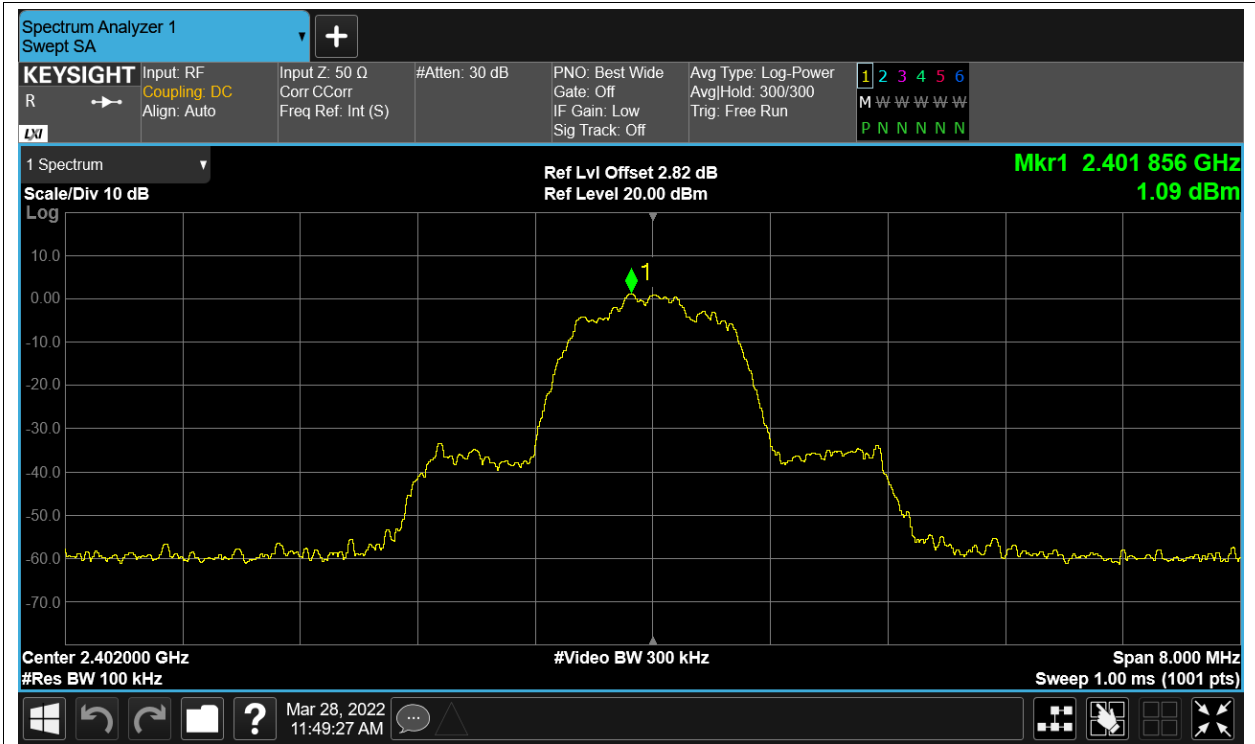 Spectrum Analyzer 1
Swept SA
+
KEYSIGHT
R
LXI
Input: RF
Coupling: DC
Align: Auto
Input Z: 50 Ω
Corr CCorr
Freq Ref: Int (S)
#Atten: 30 dB
PNO: Best Wide
Gate: Off
IF Gain: Low
Sig Track: Off
Avg Type: Log-Power
Avg|Hold: 300/300
Trig: Free Run
1 2 3 4 5 6
M W W W W W
P N N N N N
1 Spectrum
Scale/Div 10 dB
Log
Ref Lvl Offset 2.82 dB
Ref Level 20.00 dBm
Mkr1 2.401 856 GHz
1.09 dBm
1
10.0
0.00
-10.0
-20.0
-30.0
-40.0
-50.0
-60.0
-70.0
Center 2.402000 GHz
#Res BW 100 kHz
#Video BW 300 kHz
Span 8.000 MHz
Sweep 1.00 ms (1001 pts)
?
Mar 28, 2022
11:49:27 AM